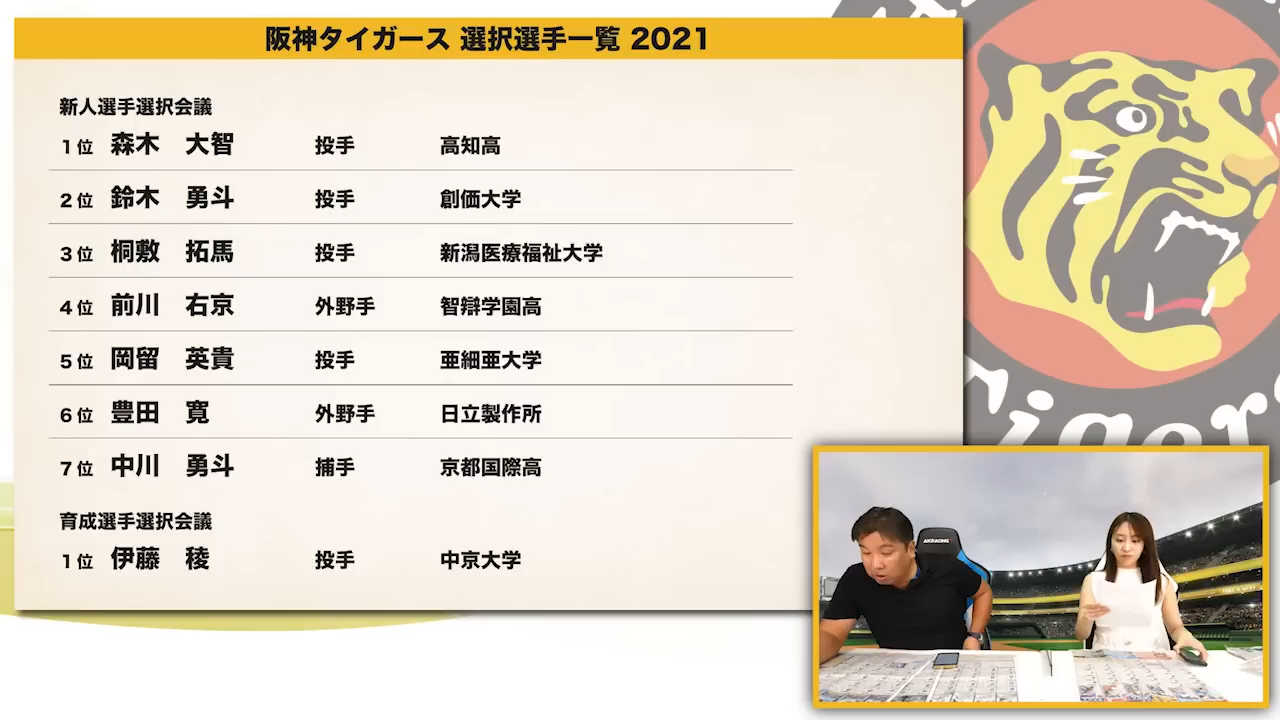 阪神タイガース 選択選手一覧 2021
新人選手選択会議
1位 森木 大智 投手 高知高
2位 鈴木 勇斗 投手 創価大学
3位 桐敷 拓馬 投手 新潟医療福祉大学
4位 前川 右京 外野手 智辯学園高
5位 岡留 英貴 投手 亜細亜大学
6位 豊田 寛 外野手 日立製作所
7位 中川 勇斗 捕手 京都国際高
育成選手選択会議
1位 伊藤 稜 投手 中京大学
Tigers
AKRACING